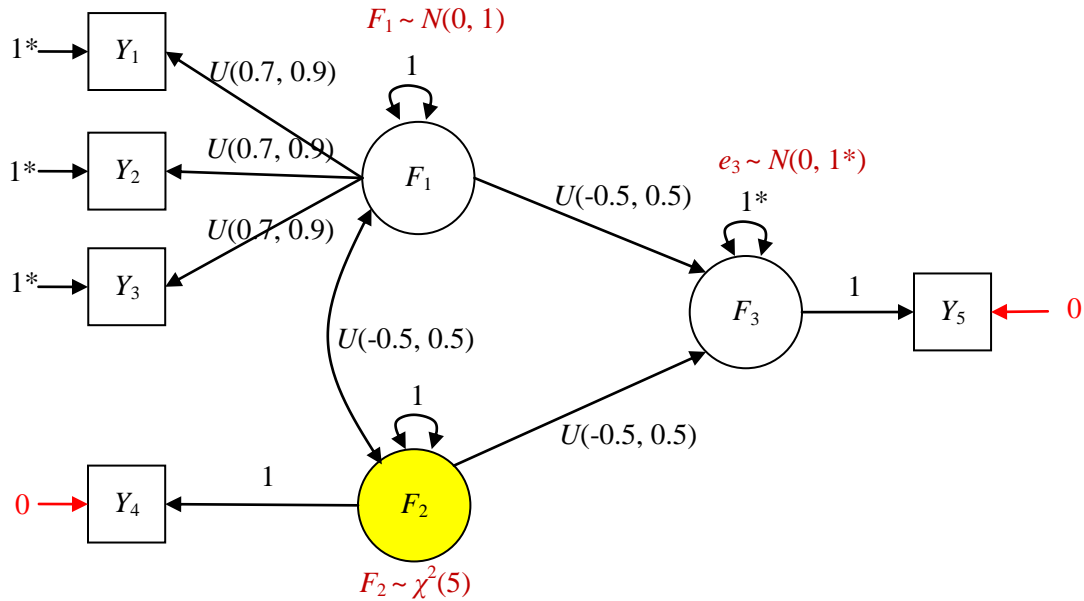 F₁ ~ N(0, 1)
1*
Y₁
U(0.7, 0.9)
1
1*
Y₂
U(0.7, 0.9)
F₁
e₃ ~ N(0, 1*)
U(-0.5, 0.5)
1*
1*
Y₃
U(0.7, 0.9)
F₃
1
Y₅
0
U(-0.5, 0.5)
1
U(-0.5, 0.5)
0
Y₄
1
F₂
F₂ ~ χ²(5)